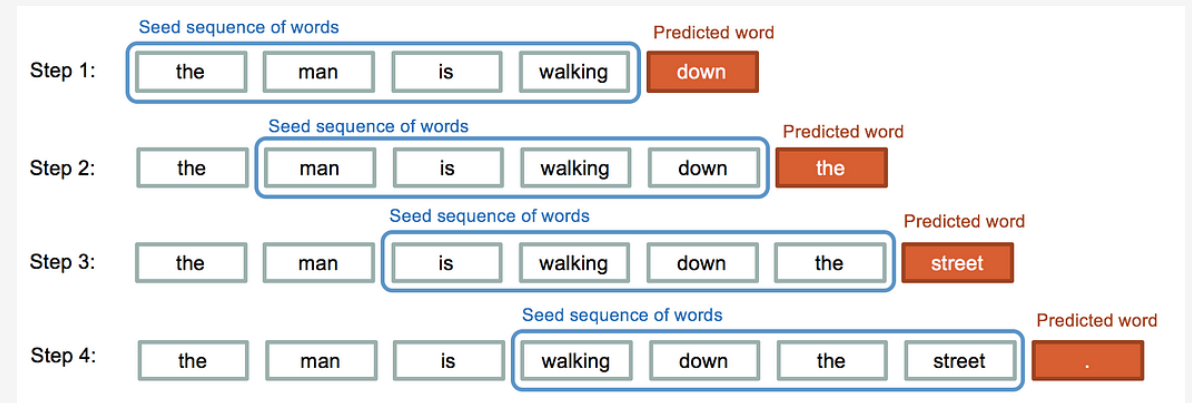 Seed sequence of words Predicted word
Step 1: the man is walking down
Seed sequence of words Predicted word
Step 2: the man is walking down the
Seed sequence of words Predicted word
Step 3: the man is walking down the street
Seed sequence of words Predicted word
Step 4: the man is walking down the street .